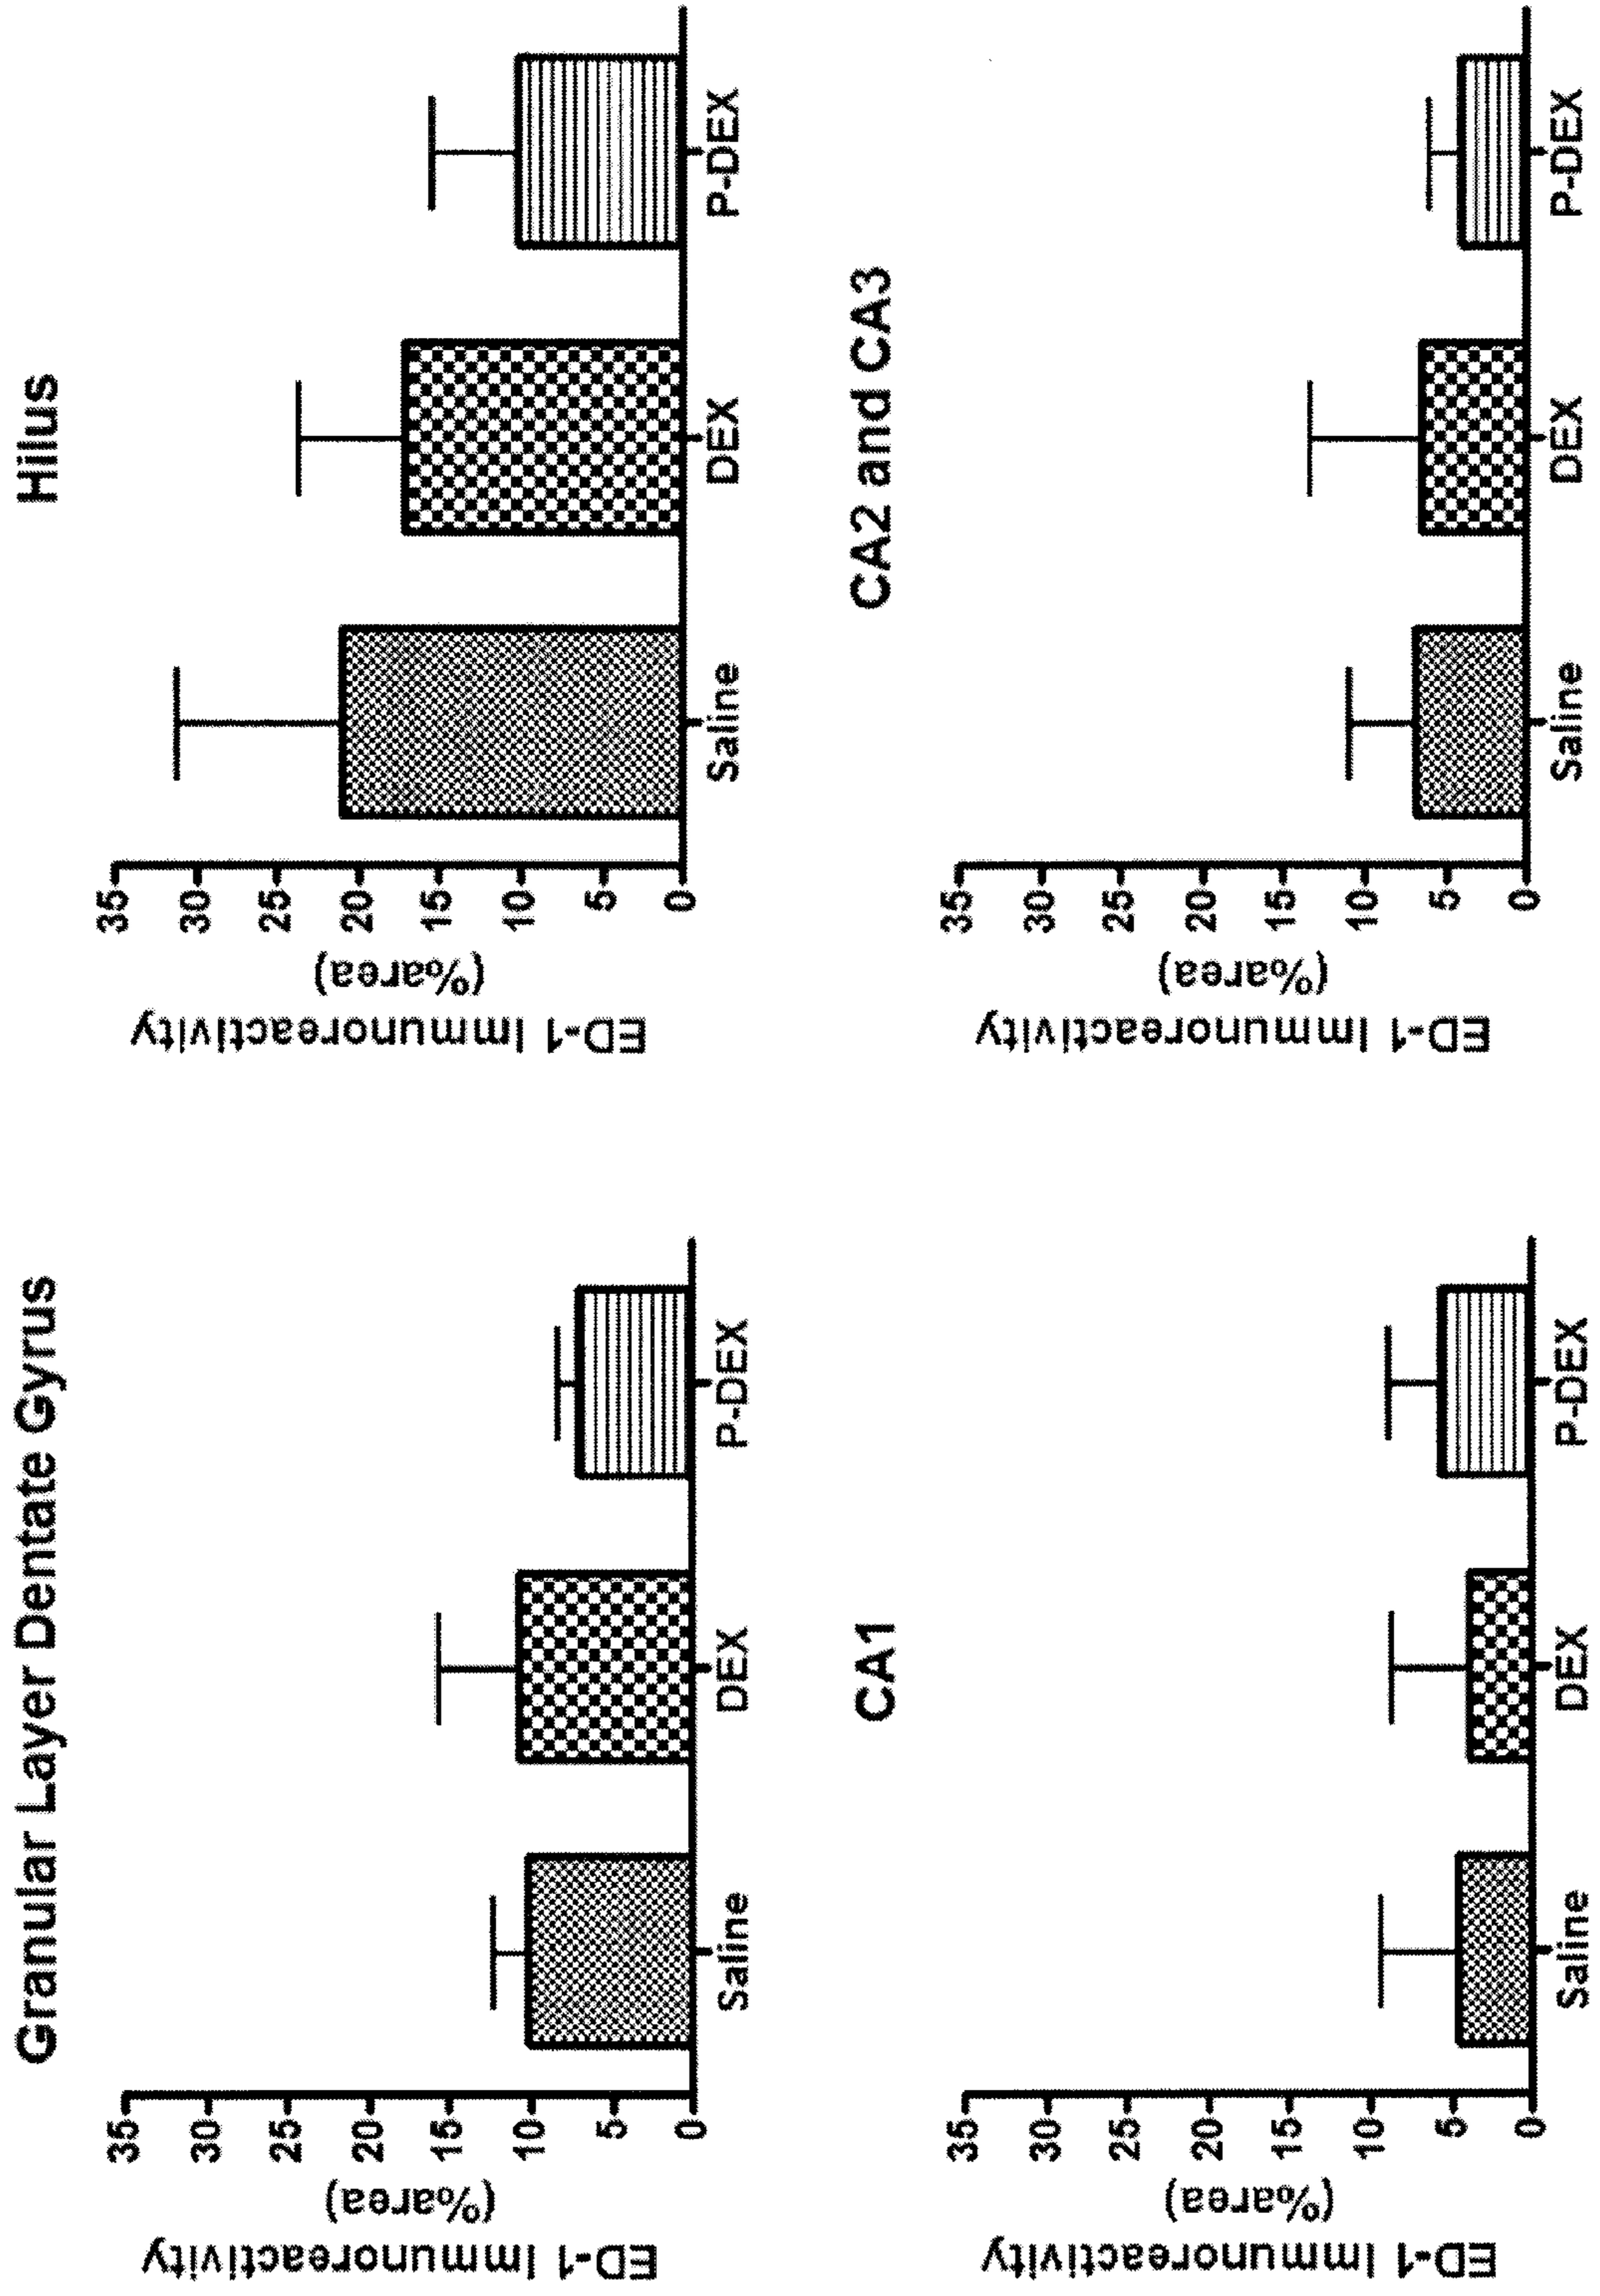 Granular Layer Dentate Gyrus
ED-1 Immunoreactivity
(%area)
35
30
25
20
15
10
5
0
Saline
DEX
P-DEX
Hilus
ED-1 Immunoreactivity
(%area)
35
30
25
20
15
10
5
0
Saline
DEX
P-DEX
CA1
ED-1 Immunoreactivity
(%area)
35
30
25
20
15
10
5
0
Saline
DEX
P-DEX
CA2 and CA3
ED-1 Immunoreactivity
(%area)
35
30
25
20
15
10
5
0
Saline
DEX
P-DEX